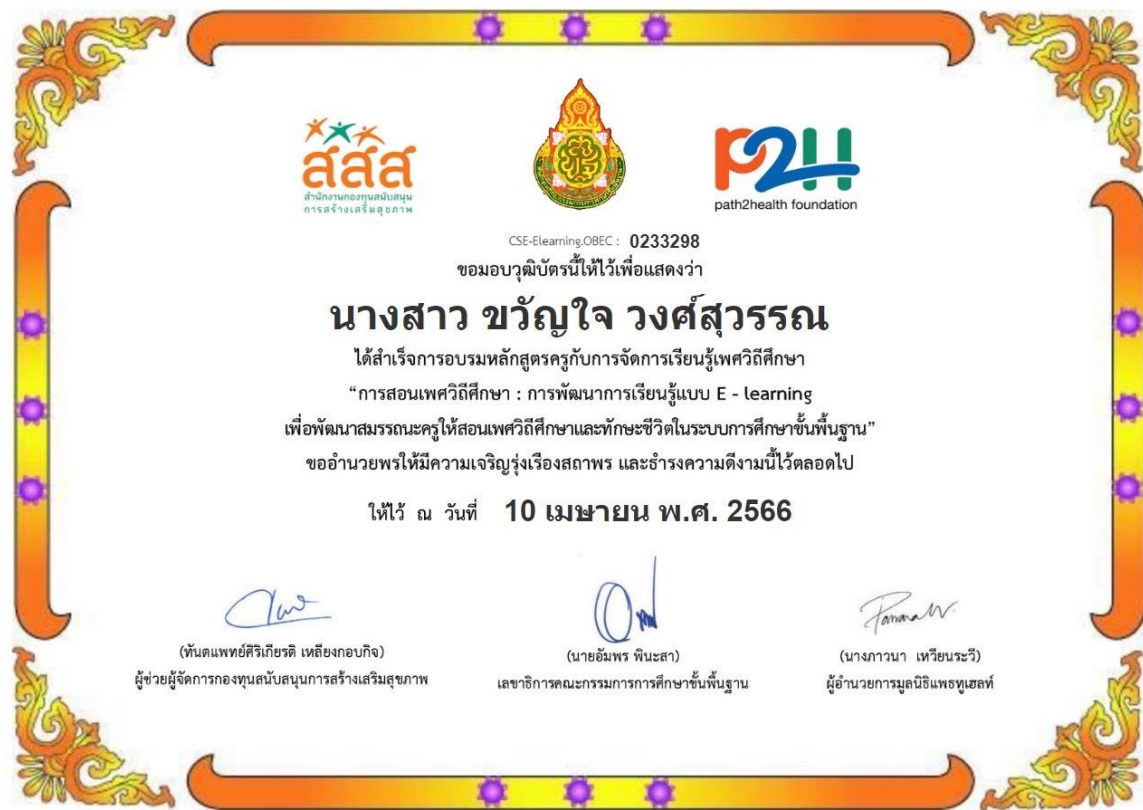 สสส
สำนักงานกองทุนสนับสนุน
การสร้างเสริมสุขภาพ
P2H
path2health foundation
CSE-Elearning.OBEC : 0233298
ขอมอบวุฒิบัตรนี้ให้ไว้เพื่อแสดงว่า
นางสาว ขวัญใจ วงศ์สุวรรณ
ได้สำเร็จการอบรมหลักสูตรครูกับการจัดการเรียนรู้เพศวิถีศึกษา
“การสอนเพศวิถีศึกษา : การพัฒนาการเรียนรู้แบบ E - learning
เพื่อพัฒนาสมรรถนะครูให้สอนเพศวิถีศึกษาและทักษะชีวิตในระบบการศึกษาขั้นพื้นฐาน”
ขออำนวยพรให้มีความเจริญรุ่งเรืองสถาพร และธำรงความดีงามนี้ไว้ตลอดไป
ให้ไว้ ณ วันที่ 10 เมษายน พ.ศ. 2566
(ทันตแพทย์ศิริเกียรติ เหลียงกอบกิจ)
ผู้ช่วยผู้จัดการกองทุนสนับสนุนการสร้างเสริมสุขภาพ
(นายอัมพร พินะสา)
เลขาธิการคณะกรรมการการศึกษาขั้นพื้นฐาน
(นางภาวนา เหวียนระวี)
ผู้อำนวยการมูลนิธิแพธทูเฮลท์